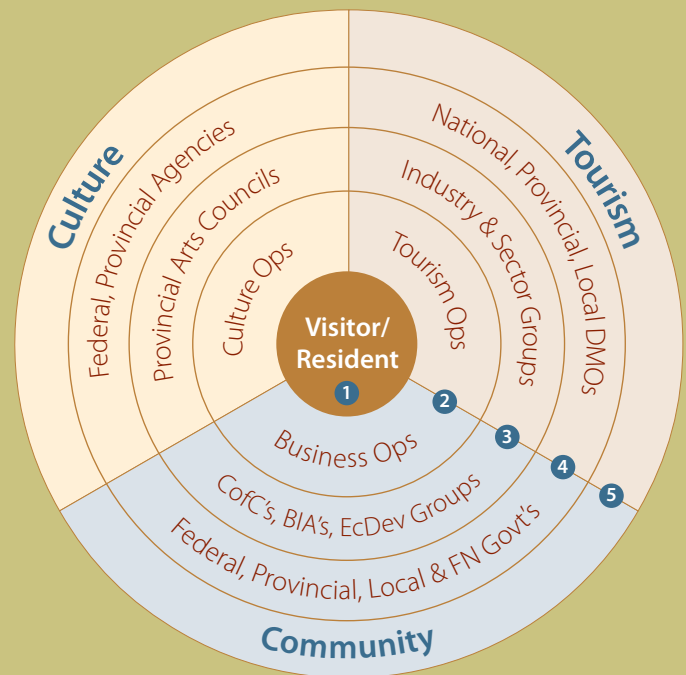 Culture
Federal, Provincial Agencies
Provincial Arts Councils
Culture Ops
Tourism
National, Provincial, Local DMOs
Industry & Sector Groups
Tourism Ops
Visitor/
Resident
1
2
3
4
5
Business Ops
CofC's, BIA's, EcDev Groups
Federal, Provincial, Local & FN Govt's
Community